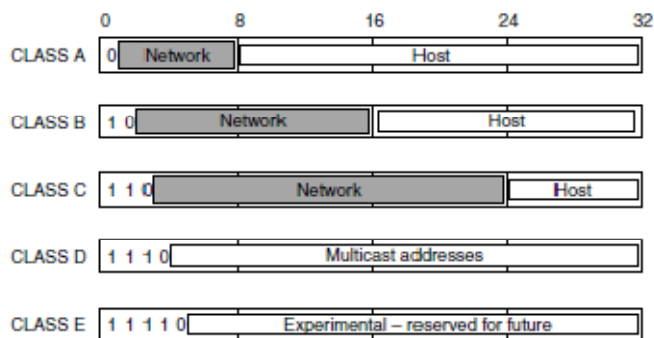 0 8 16 24 32
CLASS A 0 Network Host
CLASS B 1 0 Network Host
CLASS C 1 1 0 Network Host
CLASS D 1 1 1 0 Multicast addresses
CLASS E 1 1 1 1 0 Experimental – reserved for future